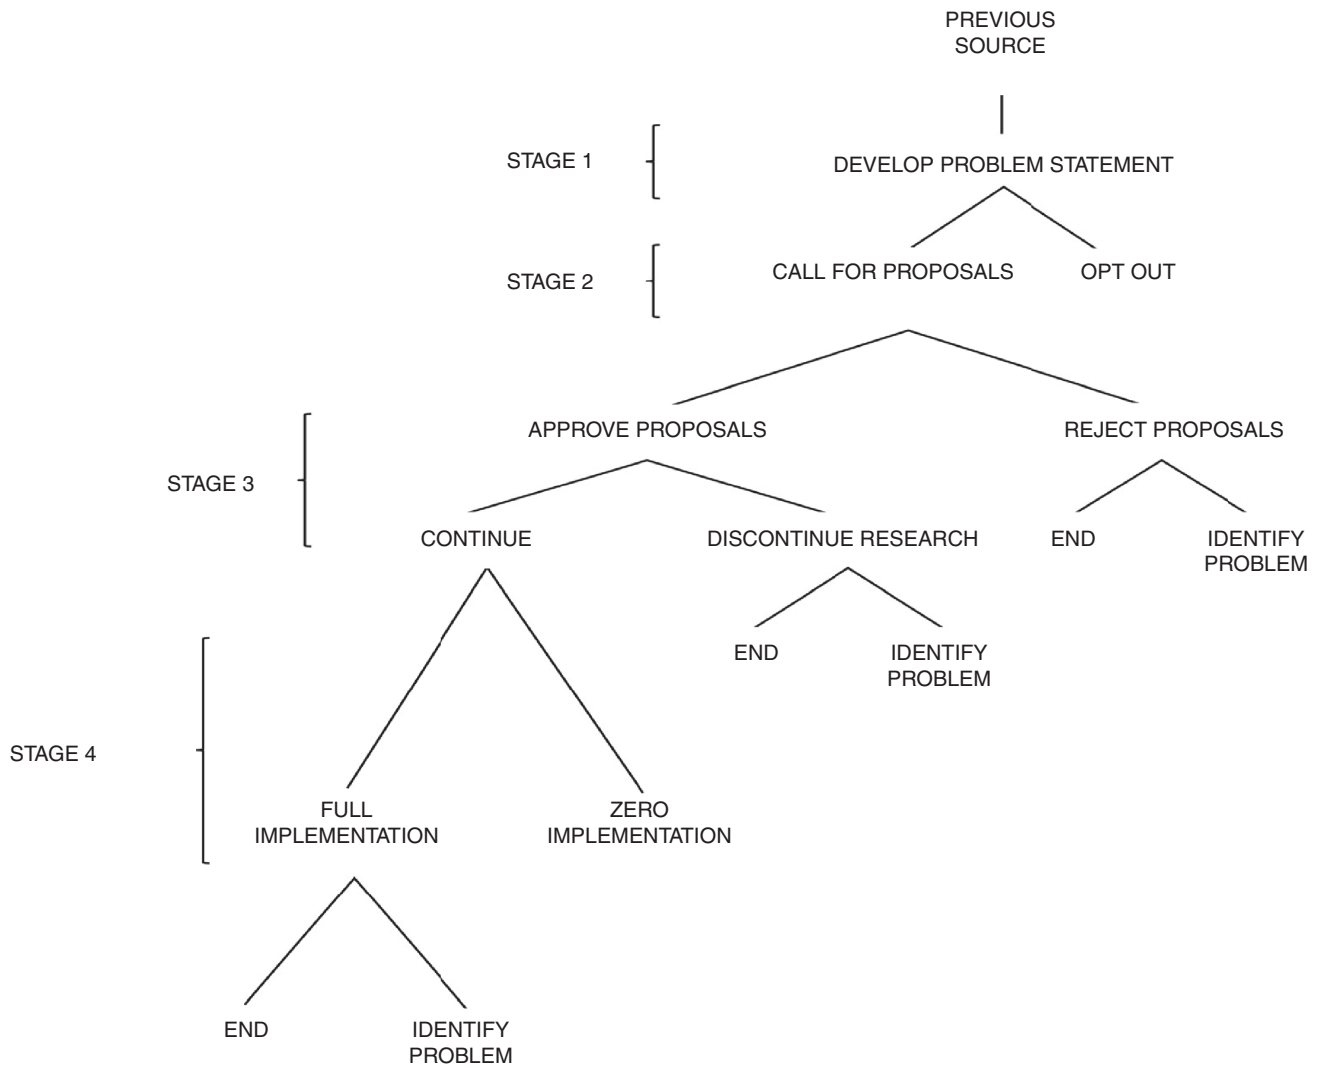 PREVIOUS
SOURCE
STAGE 1
DEVELOP PROBLEM STATEMENT
STAGE 2
CALL FOR PROPOSALS
OPT OUT
APPROVE PROPOSALS
REJECT PROPOSALS
STAGE 3
CONTINUE
DISCONTINUE RESEARCH
END
IDENTIFY
PROBLEM
END
IDENTIFY
PROBLEM
STAGE 4
FULL
IMPLEMENTATION
ZERO
IMPLEMENTATION
END
IDENTIFY
PROBLEM